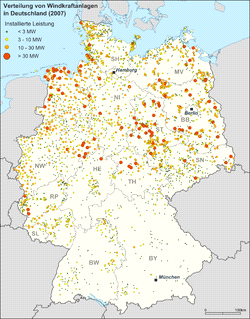 Verteilung von Windkraftanlagen
in Deutschland (2007)
Installierte Leistung
< 3 MW
3 - 10 MW
10 - 30 MW
> 30 MW
SH
Hamburg
MV
NI
Berlin
BB
ST
NW
SN
HE
TH
RP
SL
BW
BY
München